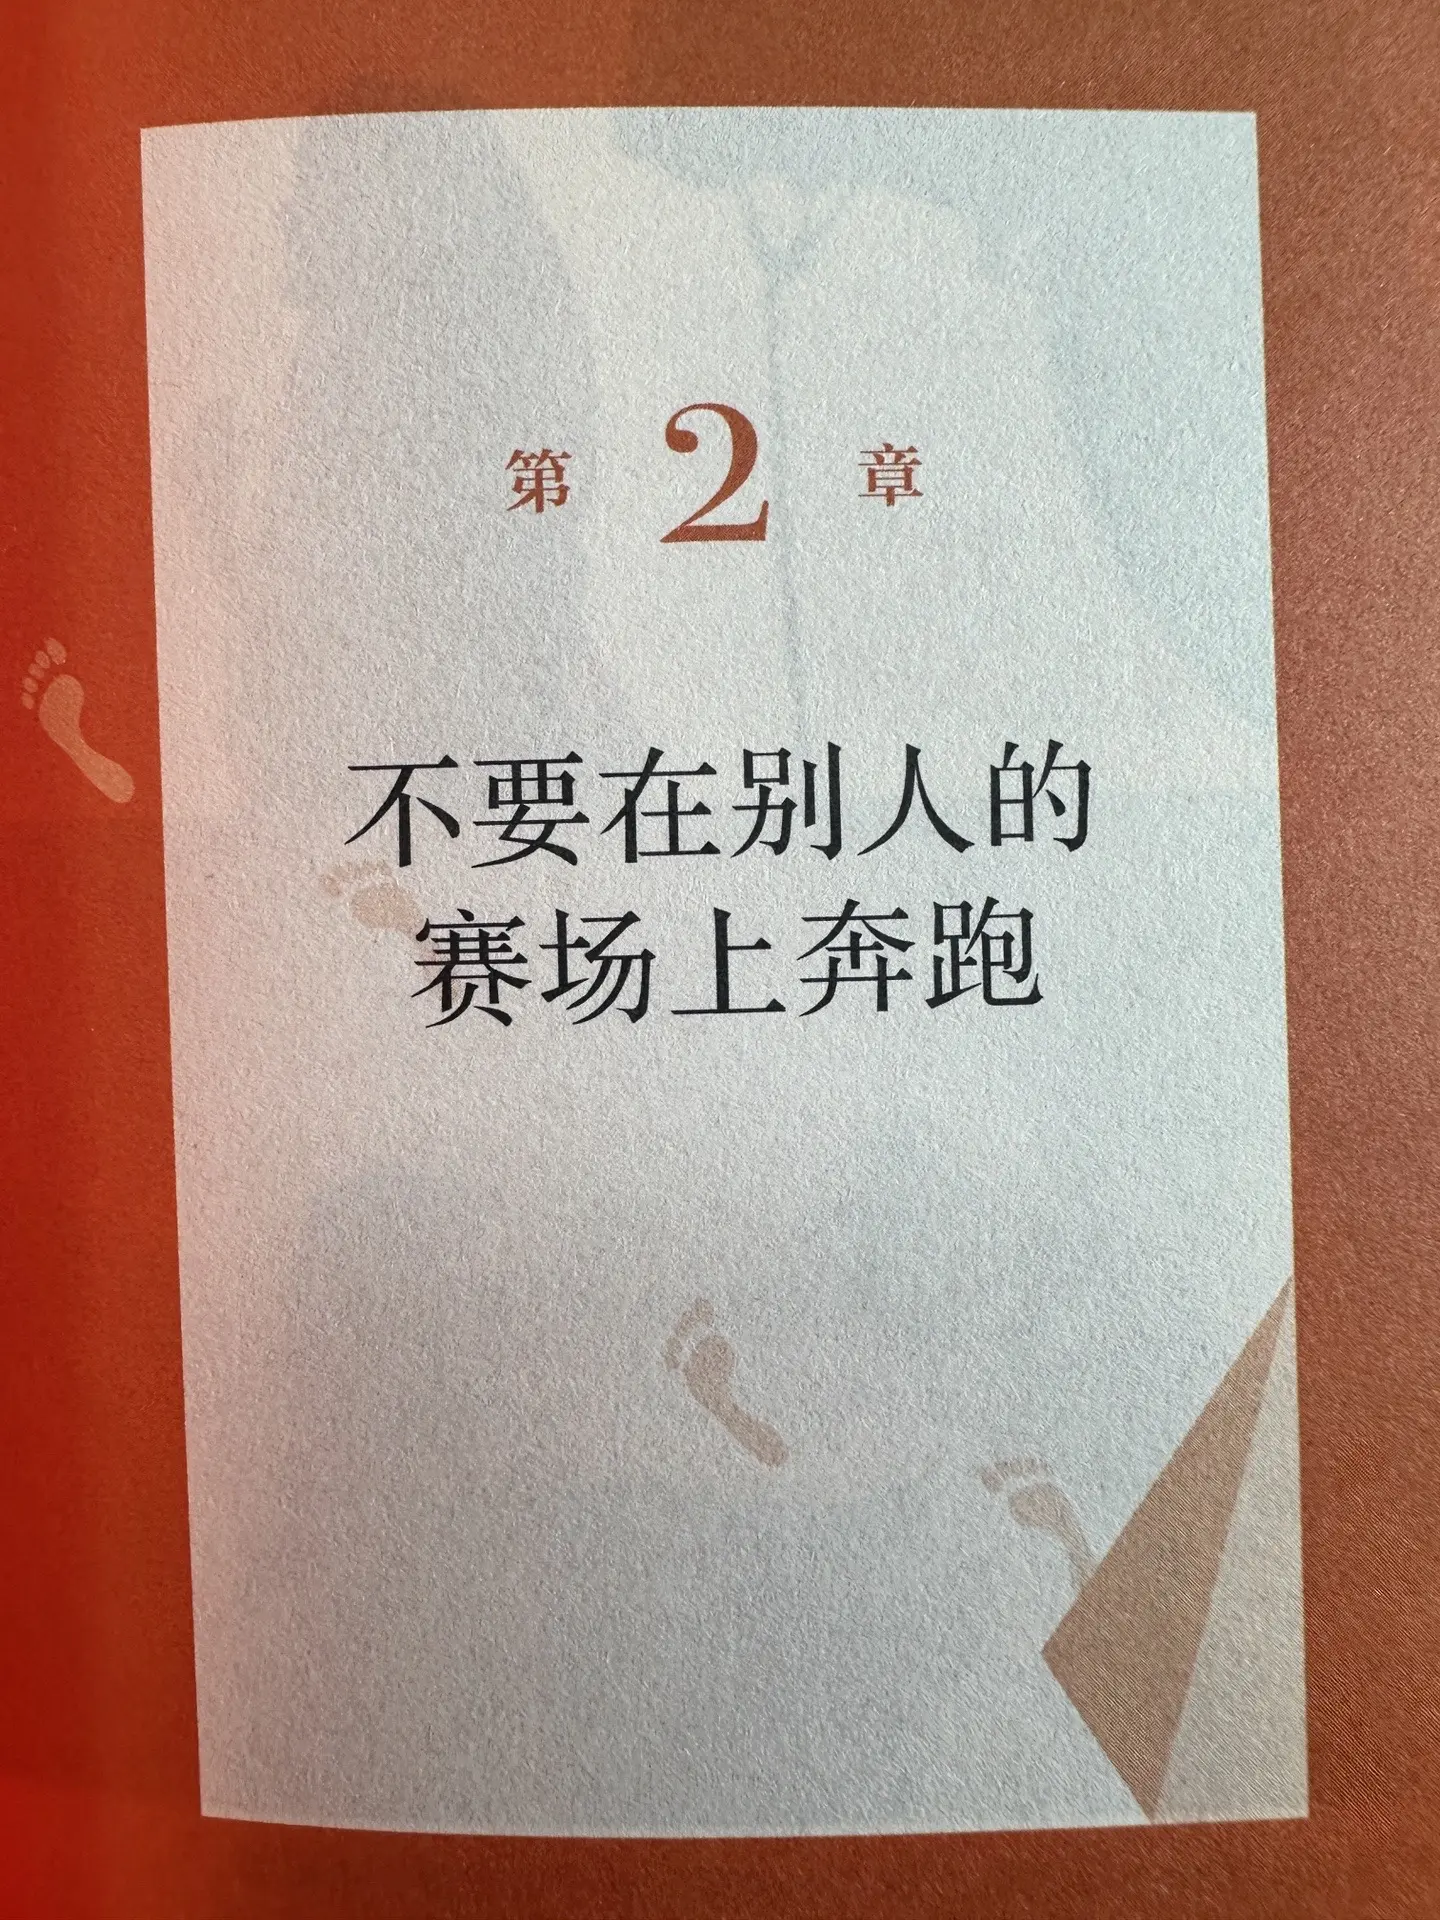 第 2 章
不要在别人的
赛场上奔跑